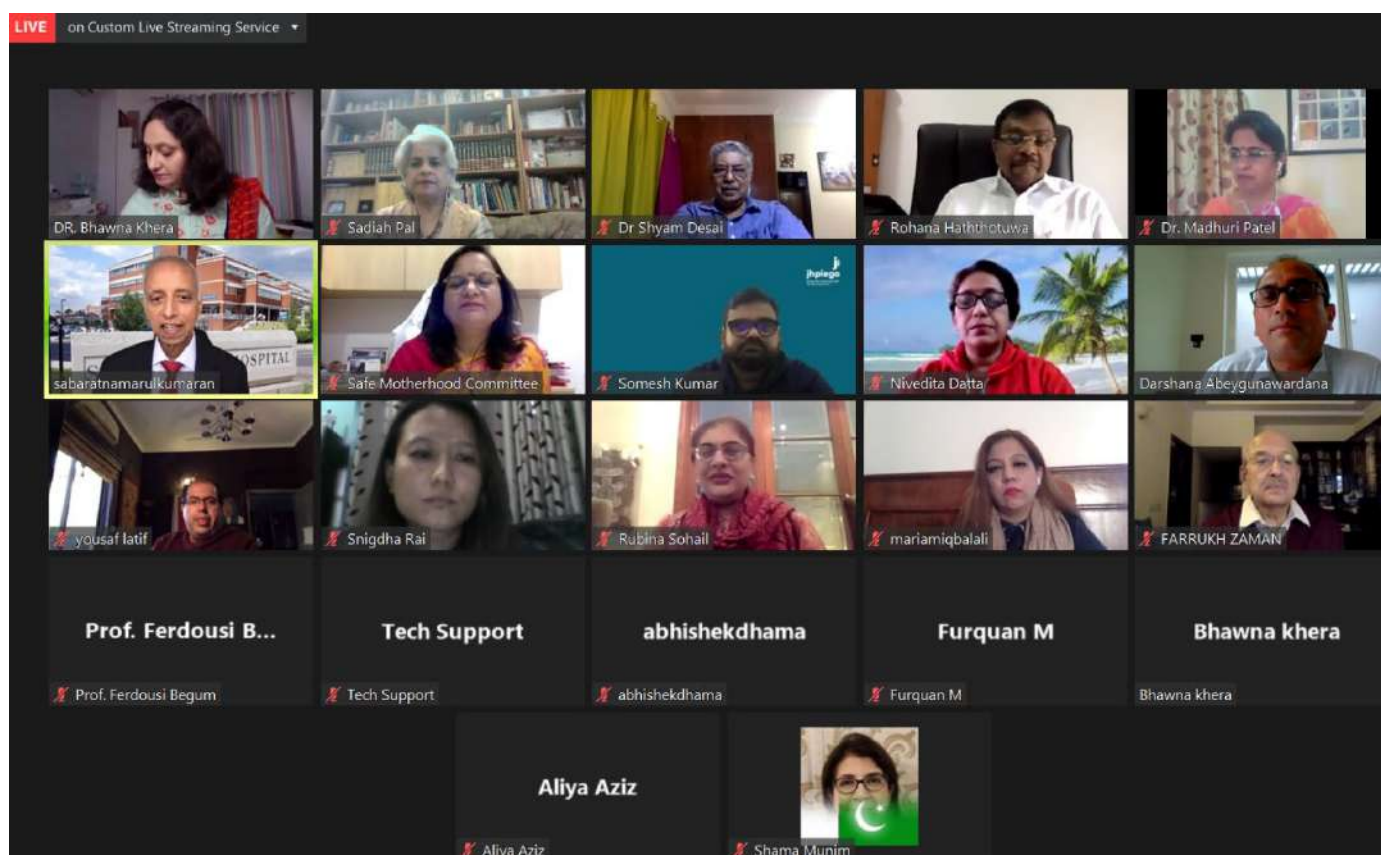 LIVE on Custom Live Streaming Service
DR. Bhawna Khera
Sadiah Pal
Dr Shyam Desai
Rohana Haththotuwa
Dr. Madhuri Patel
HOSPITAL
sabaratnamarulkumaran
Safe Motherhood Committee
jhpiego
Somesh Kumar
Nivedita Datta
Darshana Abeygunawardana
yousaf latif
Snigdha Rai
Rubina Sohail
mariamiqbalali
FARRUKH ZAMAN
Prof. Ferdousi B...
Tech Support
abhishekdhama
Furquan M
Bhawna khera
Prof. Ferdousi Begum
Tech Support
abhishekdhama
Furquan M
Bhawna khera
Aliya Aziz
Aliya Aziz
Shama Munim